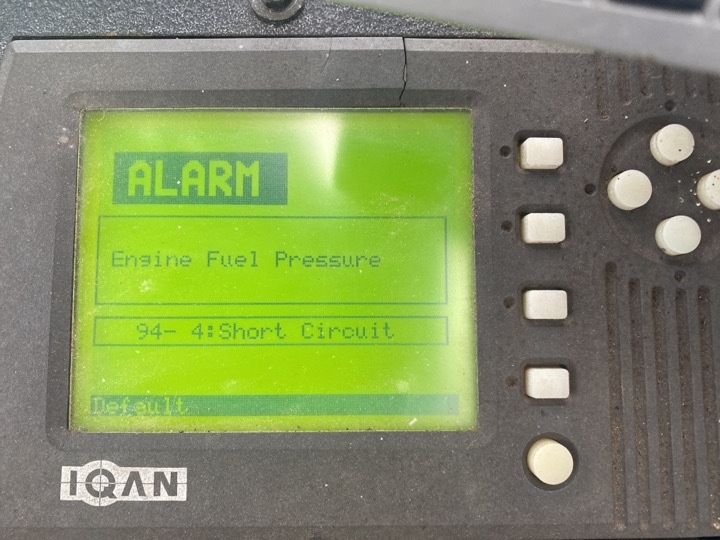 ALARM
Engine Fuel Pressure
94- 4:Short Circuit
Default
IQAN